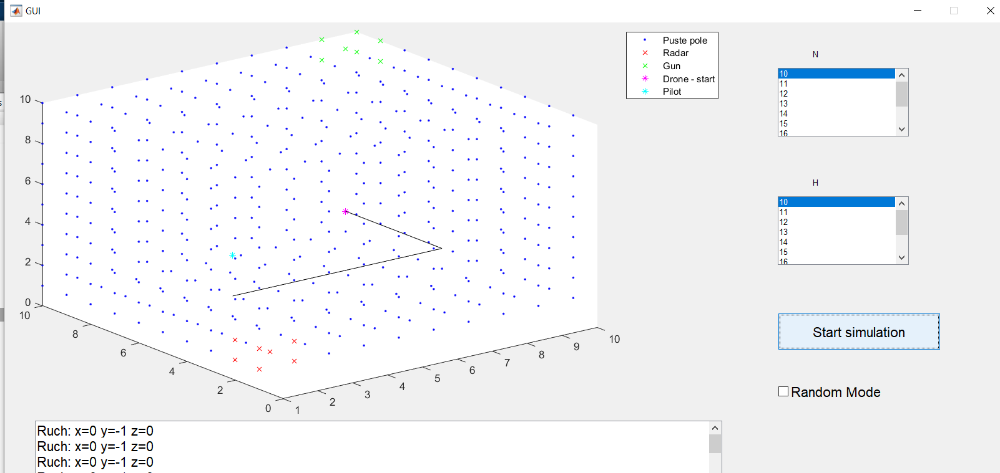 GUI
Puste pole
Radar
Gun
Drone - start
Pilot
N
10
11
12
13
14
15
16
H
10
11
12
13
14
15
16
Start simulation
Random Mode
10
8
6
4
2
0
10
8
6
4
2
0
1
2
3
4
5
6
7
8
9
10
Ruch: x=0 y=-1 z=0
Ruch: x=0 y=-1 z=0
Ruch: x=0 y=-1 z=0